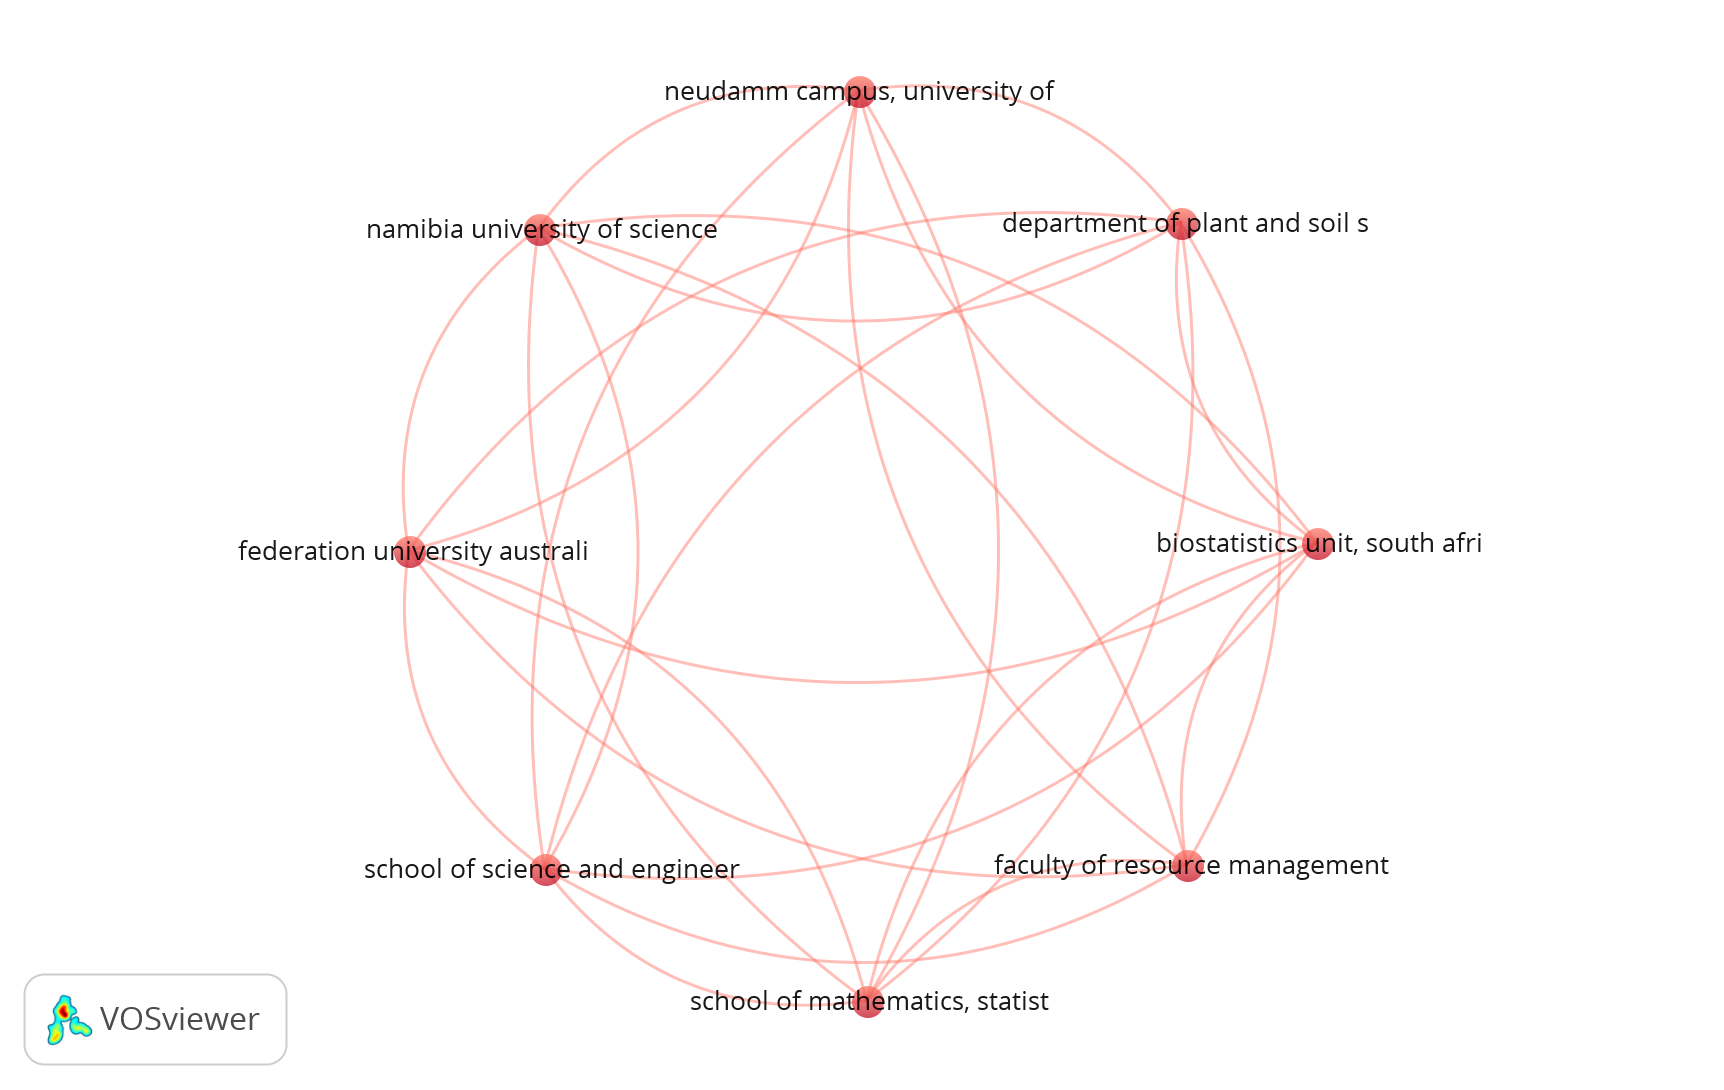 neudamm campus, university of
department of plant and soil s
namibia university of science
biostatistics unit, south afri
federation university australi
faculty of resource management
school of science and engineer
school of mathematics, statist
VOSviewer